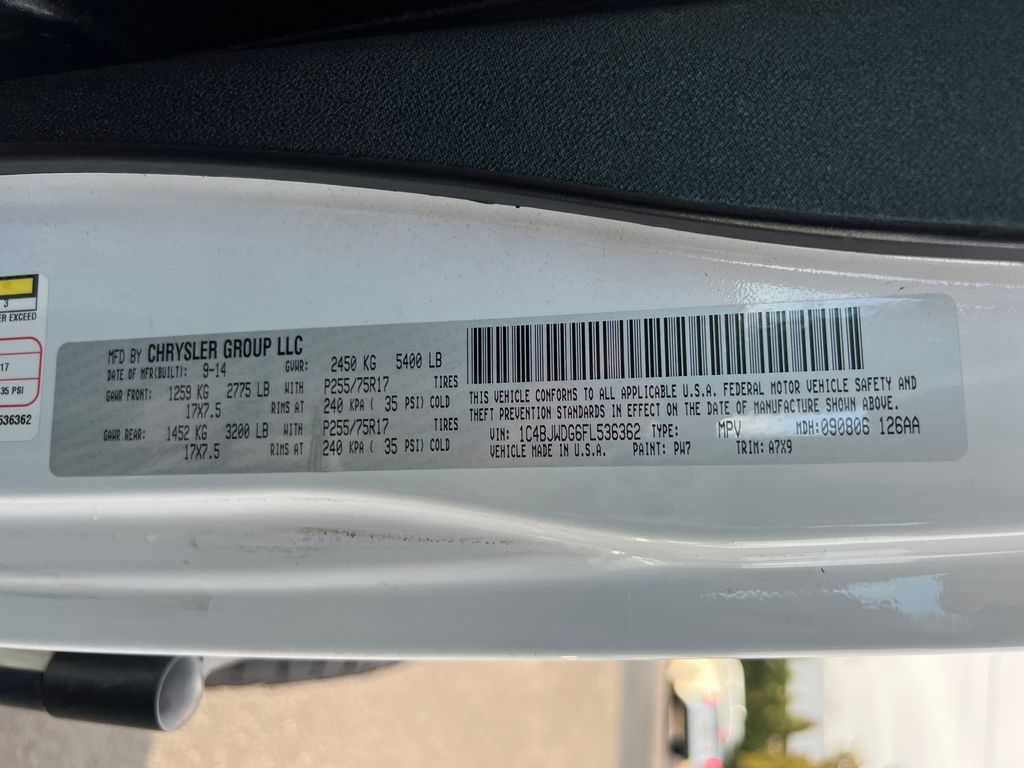 3
ER EXCEED
17
35 PSI
536362
MFD BY CHRYSLER GROUP LLC
DATE OF MFR(BUILT): 9-14 GVWR: 2450 KG 5400 LB
GAWR FRONT: 1259 KG 2775 LB WITH P255/75R17 TIRES
17X7.5 RIMS AT 240 KPA ( 35 PSI) COLD
GAWR REAR: 1452 KG 3200 LB WITH P255/75R17 TIRES
17X7.5 RIMS AT 240 KPA ( 35 PSI) COLD
THIS VEHICLE CONFORMS TO ALL APPLICABLE U.S.A. FEDERAL MOTOR VEHICLE SAFETY AND
THEFT PREVENTION STANDARDS IN EFFECT ON THE DATE OF MANUFACTURE SHOWN ABOVE.
VIN: 1C4BJWDG6FL536362 TYPE: MPV MDH:090806 126AA
VEHICLE MADE IN U.S.A. PAINT: PW7 TRIM: A7X9